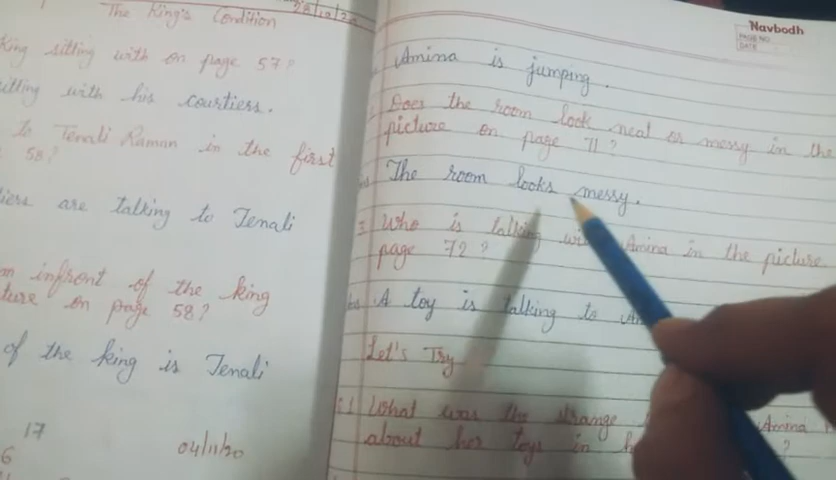 The King's Condition
King sitting with on page 57?
sitting with his courtiers.
to Tenali Raman in the first
58?
tiers are talking to Tenali
infront of the king
ture on page 58?
of the king is Tenali
17
04/11/20
Navbodh
PAGE NO
DATE
Amina is jumping.
Does the room look neat or messy in the
picture on page 71?
The room looks messy.
Who is talking with Amina in the picture
page 72?
A toy is talking to
Let's Try
What was the strange Amina
about her toys in ?